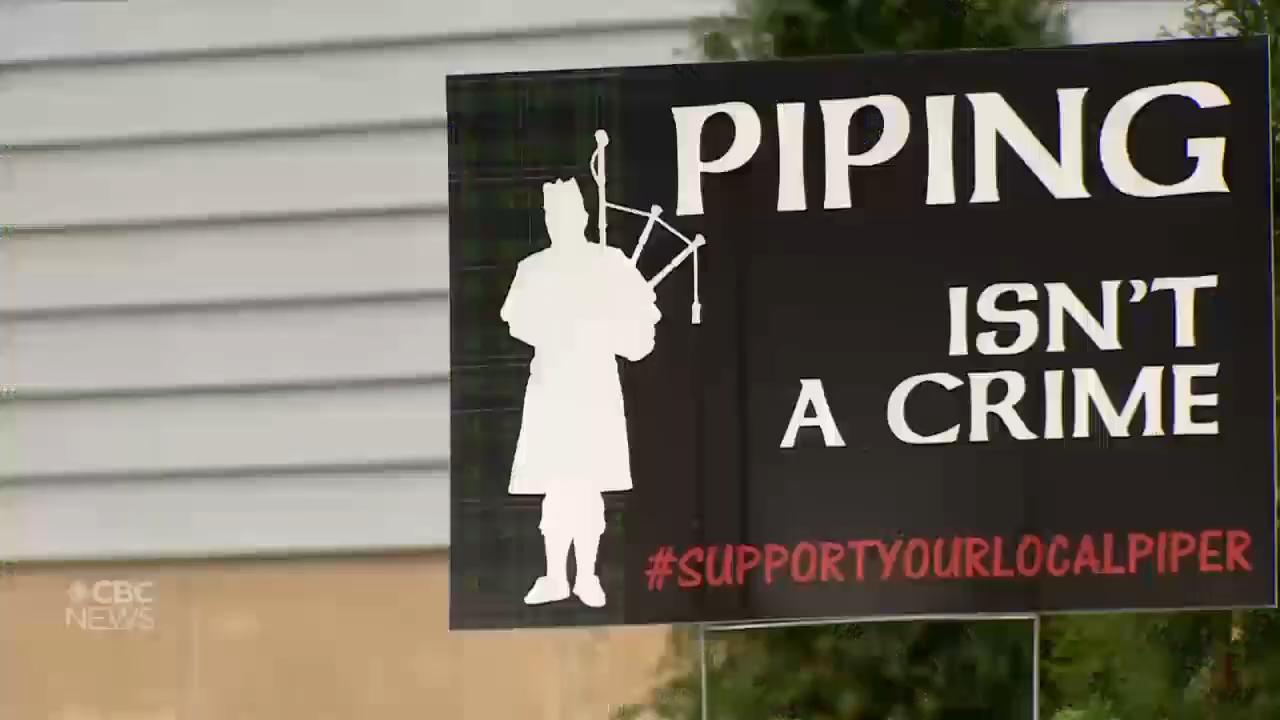 PIPING
ISN'T
A CRIME
#SUPPORTYOURLOCALPIPER
CBC
NEWS